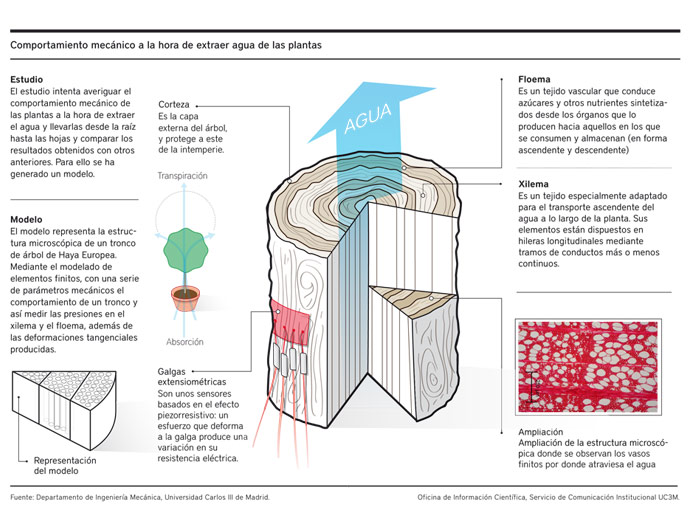 Comportamiento mecánico a la hora de extraer agua de las plantas
Estudio
El estudio intenta averiguar el
comportamiento mecánico de
las plantas a la hora de extraer
el agua y llevarlas desde la raíz
hasta las hojas y comparar los
resultados obtenidos con otros
anteriores. Para ello se ha
generado un modelo.
Modelo
El modelo representa la estruc-
tura microscópica de un tronco
de árbol de Haya Europea.
Mediante el modelado de
elementos finitos, con una serie
de parámetros mecánicos el
comportamiento de un tronco y
así medir las presiones en el
xilema y el floema, además de
las deformaciones tangenciales
producidas.
Representación
del modelo
Corteza
Es la capa
externa del árbol,
y protege a este
de la intemperie.
Transpiración
Absorción
Galgas
extensiométricas
Son unos sensores
basados en el efecto
piezorresistivo: un
esfuerzo que deforma
a la galga produce una
variación en su
resistencia eléctrica.
AGUA
Floema
Es un tejido vascular que conduce
azúcares y otros nutrientes sintetiza-
dos desde los órganos que lo
producen hacia aquellos en los que
se consumen y almacenan (en forma
ascendente y descendente)
Xilema
Es un tejido especialmente adaptado
para el transporte ascendente del
agua a lo largo de la planta. Sus
elementos están dispuestos en
hileras longitudinales mediante
tramos de conductos más o menos
continuos.
Ampliación
Ampliación de la estructura microscó-
pica donde se observan los vasos
finitos por donde atraviesa el agua
Fuente: Departamento de Ingeniería Mecánica, Universidad Carlos III de Madrid.
Oficina de Información Científica, Servicio de Comunicación Institucional UC3M.